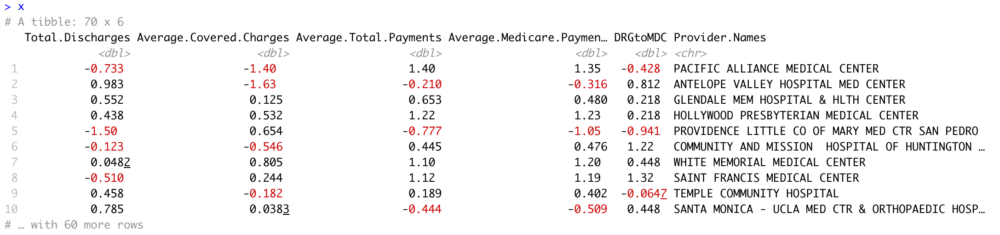 > x
# A tibble: 70 x 6
Total.Discharges Average.Covered.Charges Average.Total.Payments Average.Medicare.Paymen… DRGtoMDC Provider.Names
<dbl> <dbl> <dbl> <dbl> <dbl> <chr>
1 -0.733 -1.40 1.40 1.35 -0.428 PACIFIC ALLIANCE MEDICAL CENTER
2 0.983 -1.63 -0.210 -0.316 0.812 ANTELOPE VALLEY HOSPITAL MED CENTER
3 0.552 0.125 0.653 0.480 0.218 GLENDALE MEM HOSPITAL & HLTH CENTER
4 0.438 0.532 1.22 1.23 0.218 HOLLYWOOD PRESBYTERIAN MEDICAL CENTER
5 -1.50 0.654 -0.777 -1.05 -0.941 PROVIDENCE LITTLE CO OF MARY MED CTR SAN PEDRO
6 -0.123 -0.546 0.445 0.476 1.22 COMMUNITY AND MISSION  HOSPITAL OF HUNTINGTON …
7 0.0482 0.805 1.10 1.20 0.448 WHITE MEMORIAL MEDICAL CENTER
8 -0.510 0.244 1.12 1.19 1.32 SAINT FRANCIS MEDICAL CENTER
9 0.458 -0.182 0.189 0.402 -0.0647 TEMPLE COMMUNITY HOSPITAL
10 0.785 0.0383 -0.444 -0.509 0.448 SANTA MONICA - UCLA MED CTR & ORTHOPAEDIC HOSP…
# … with 60 more rows